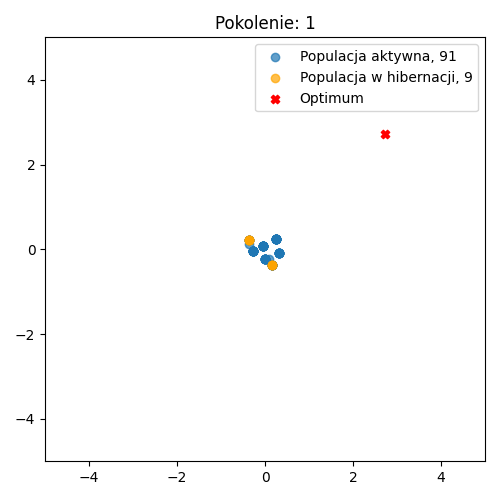 Pokolenie: 1
Populacja aktywna, 91
Populacja w hibernacji, 9
Optimum
4
2
0
−2
−4
−4
−2
0
2
4